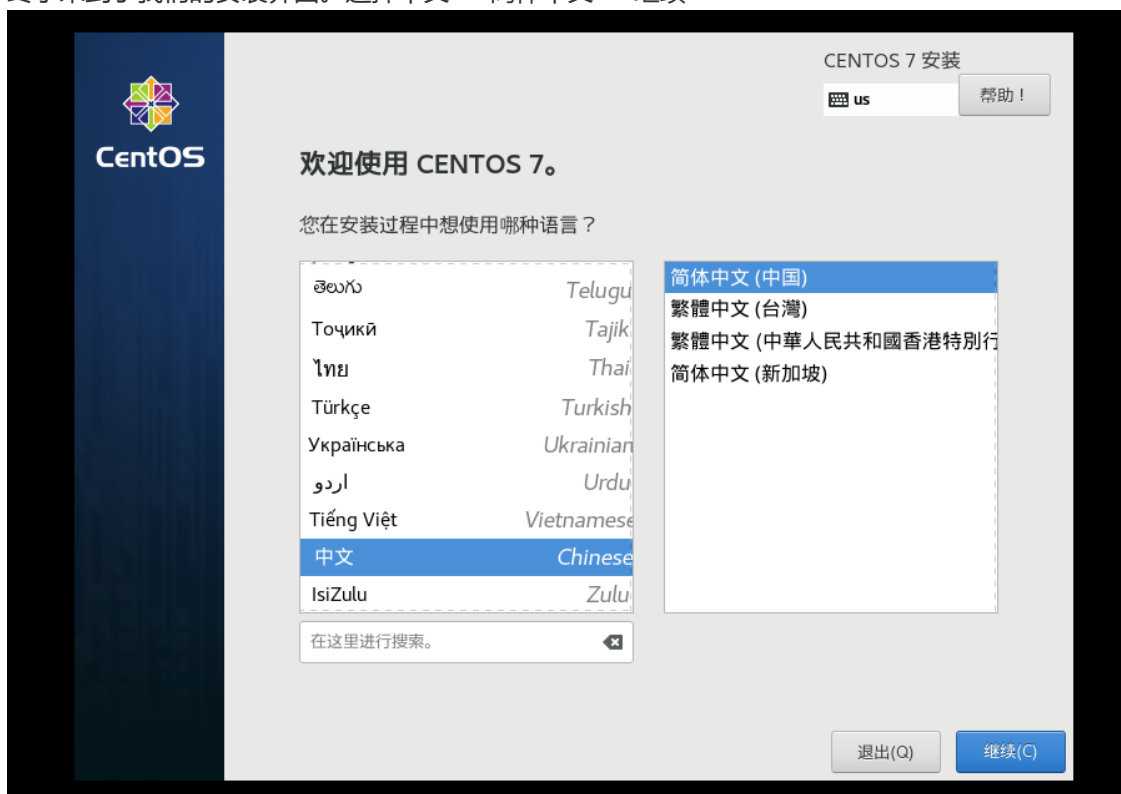 CENTOS 7 安装
us
帮助！
CentOS
欢迎使用 CENTOS 7。
您在安装过程中想使用哪种语言？
తెలుగు Telugu
Тоҷикӣ Tajik
ไทย Thai
Türkçe Turkish
Українська Ukrainian
اردو Urdu
Tiếng Việt Vietnamese
中文 Chinese
IsiZulu Zulu
简体中文 (中国)
繁體中文 (台灣)
繁體中文 (中華人民共和國香港特別行
简体中文 (新加坡)
在这里进行搜索。
退出(Q)
继续(C)